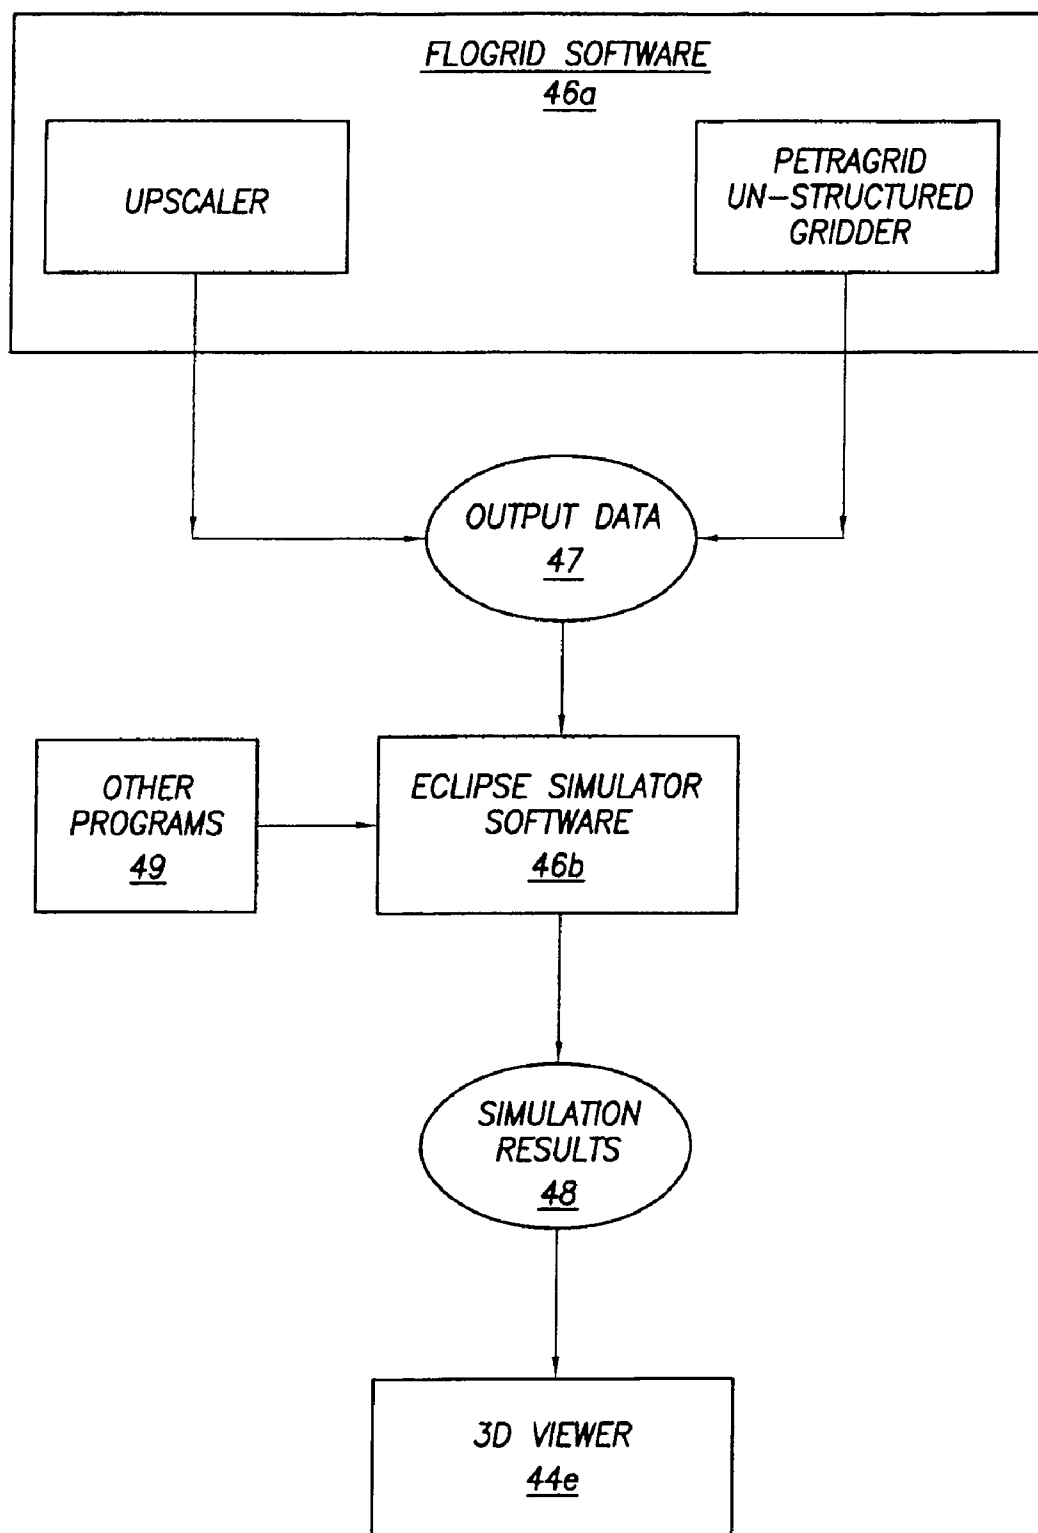 FLOGRID SOFTWARE
46a
UPSCALER
PETRAGRID
UN-STRUCTURED
GRIDDER
OUTPUT DATA
47
OTHER
PROGRAMS
49
ECLIPSE SIMULATOR
SOFTWARE
46b
SIMULATION
RESULTS
48
3D VIEWER
44e